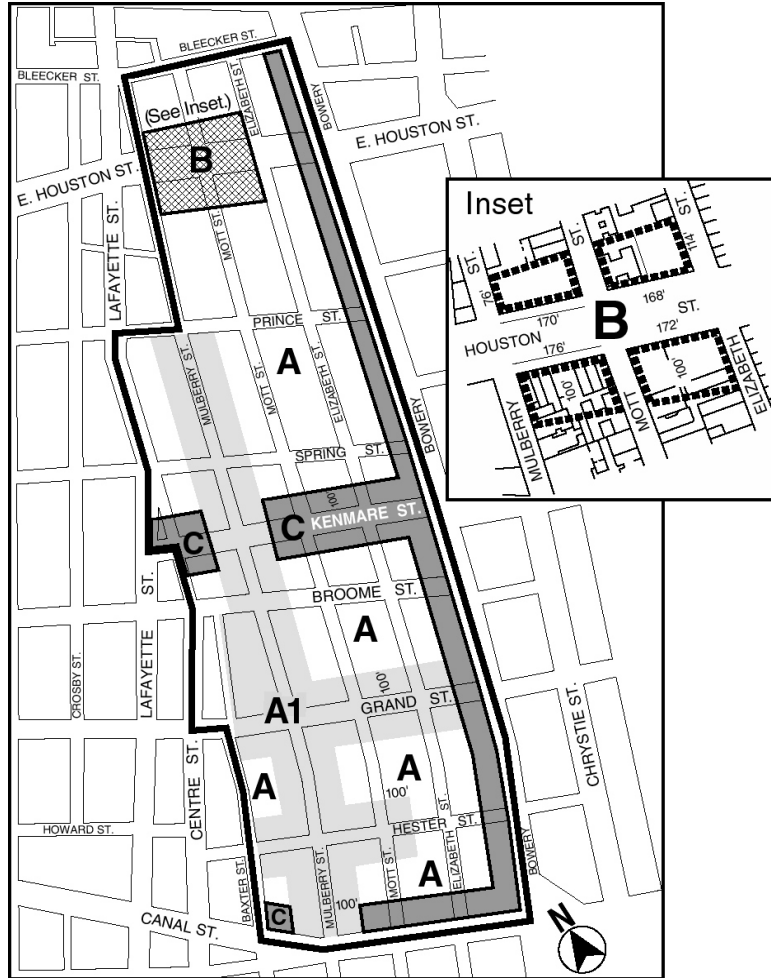 BLEECKER ST.
BLEECKER ST.
ELIZABETH ST.
BOWERY
(See Inset.)
B
E. HOUSTON ST.
E. HOUSTON ST.
LAFAYETTE ST.
MOTT ST.
PRINCE ST.
MULBERRY ST.
MOTT ST.
A
ELIZABETH ST.
BOWERY
SPRING ST.
100'
C
C
KENMARE ST.
BROOME ST.
LAFAYETTE ST.
CROSBY ST.
A
100'
A1
GRAND ST.
CHRYSTIE ST.
CENTRE ST.
A
A
100'
HOWARD ST.
HESTER ST.
BAXTER ST.
MULBERRY ST.
MOTT ST.
ELIZABETH ST.
A
BOWERY
100'
C
CANAL ST.
N
Inset
ST.
ST.
ST.
76'
114'
170'
168'
B
HOUSTON ST.
176'
172'
100'
100'
MULBERRY
MOTT
ELIZABETH